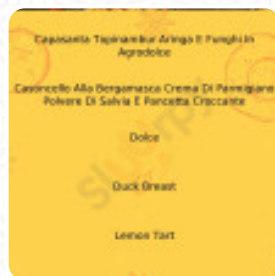 Capasanta Topinambur Aringa E Funghi In
Agrodolce
Casoncello Alla Bergamasca Crema Di Parmigiano
Polvere Di Salvia E Pancetta Croccante
Dolce
Duck Breast
Lemon Tart